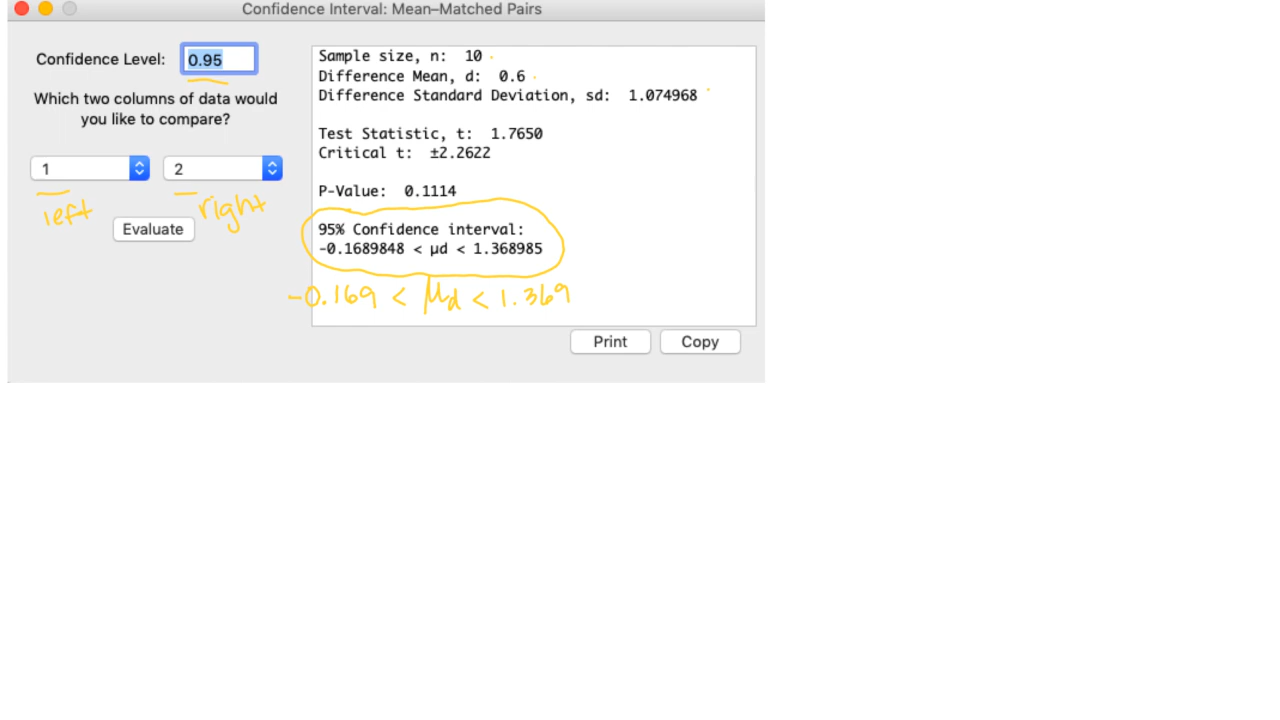 Confidence Interval: Mean–Matched Pairs
Confidence Level: 0.95
Which two columns of data would
you like to compare?
1 2
left right
Evaluate
Sample size, n: 10
Difference Mean, d: 0.6
Difference Standard Deviation, sd: 1.074968
Test Statistic, t: 1.7650
Critical t: ±2.2622
P-Value: 0.1114
95% Confidence interval:
-0.1689848 < µd < 1.368985
-0.169 < µd < 1.369
Print Copy